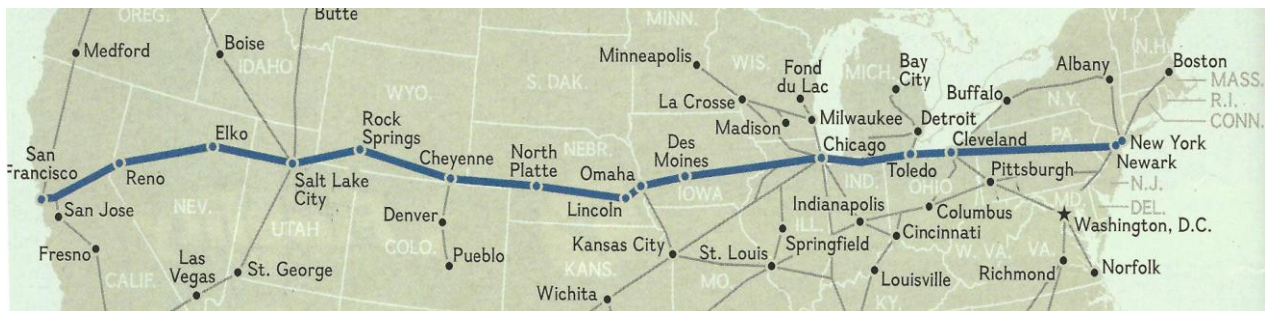 OREG.
Butte
MINN.
VT.
N.H.
Medford
Boise
IDAHO
Minneapolis
WIS.
Fond
du Lac
MICH.
Bay
City
Albany
Boston
MASS.
R.I.
CONN.
WYO.
S. DAK.
La Crosse
Madison
Milwaukee
Detroit
Buffalo
N.Y.
San
Francisco
Reno
Elko
Salt Lake
City
Rock
Springs
Cheyenne
North
Platte
NEBR.
Omaha
Lincoln
Des
Moines
IOWA
Chicago
IND.
Toledo
Cleveland
OHIO
PA.
Pittsburgh
New York
Newark
N.J.
MD.
DEL.
San Jose
NEV.
UTAH
Denver
COLO.
Indianapolis
Columbus
Washington, D.C.
Fresno
CALIF.
Las
Vegas
St. George
Pueblo
Kansas City
KANS.
St. Louis
MO.
ILL.
Springfield
Cincinnati
Louisville
KY.
W. VA.
VA.
Richmond
Norfolk
Wichita